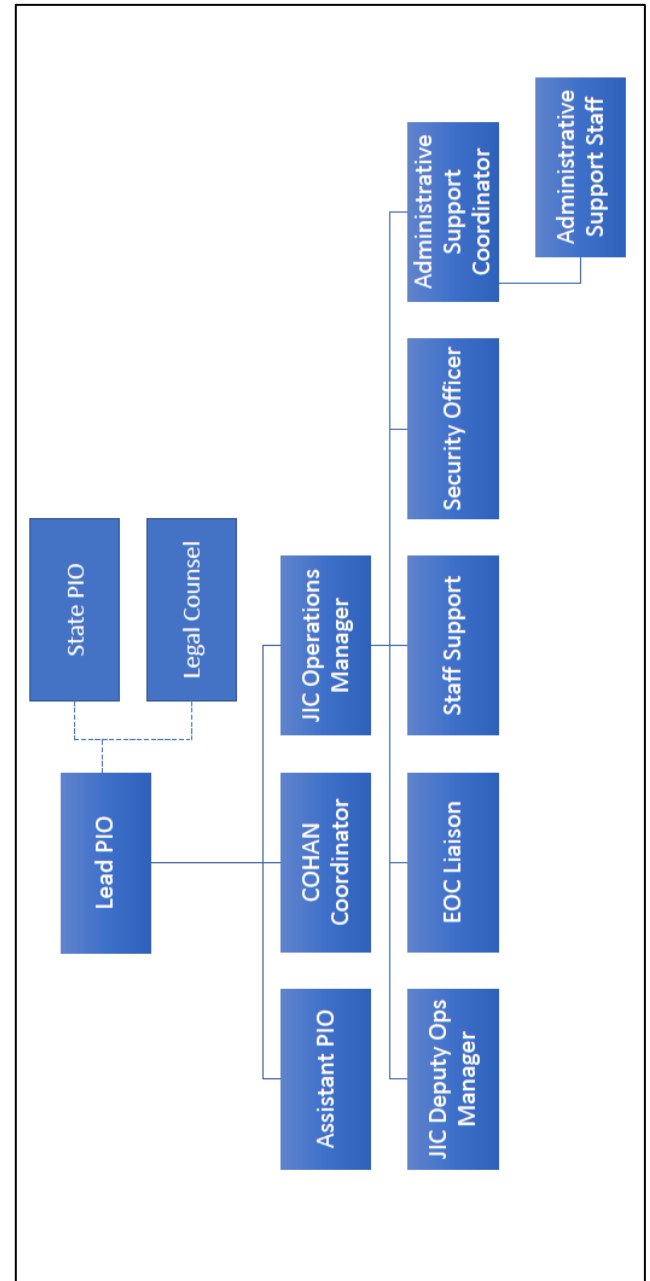 State PIO
Legal Counsel
Lead PIO
Assistant PIO
COHAN
Coordinator
JIC Operations
Manager
JIC Deputy Ops
Manager
EOC Liaison
Staff Support
Security Officer
Administrative
Support
Coordinator
Administrative
Support Staff